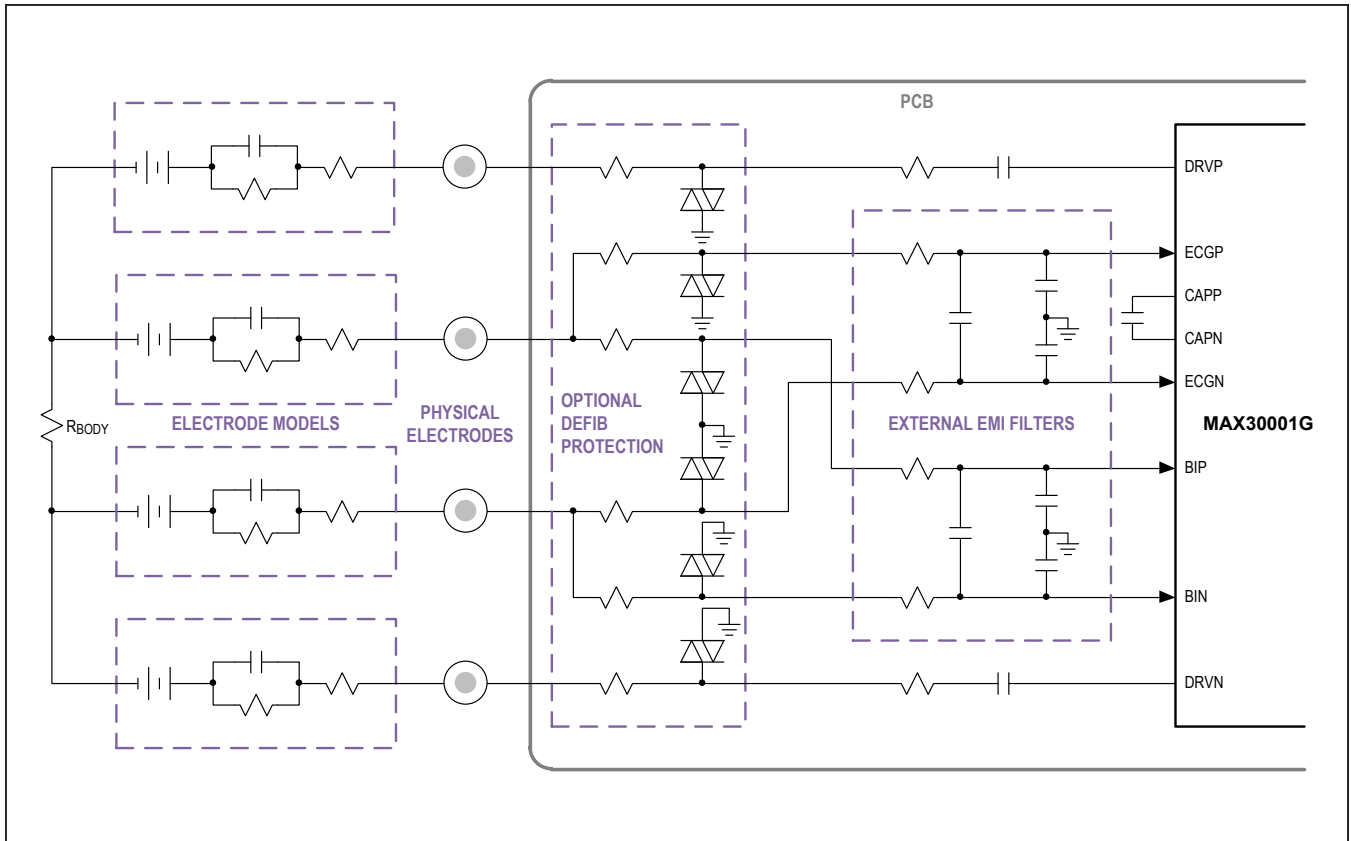 PCB
DRVP
ECGP
CAPP
CAPN
ECGN
MAX30001G
BIP
BIN
DRVN
RBODY
ELECTRODE MODELS
PHYSICAL
ELECTRODES
OPTIONAL
DEFIB
PROTECTION
EXTERNAL EMI FILTERS